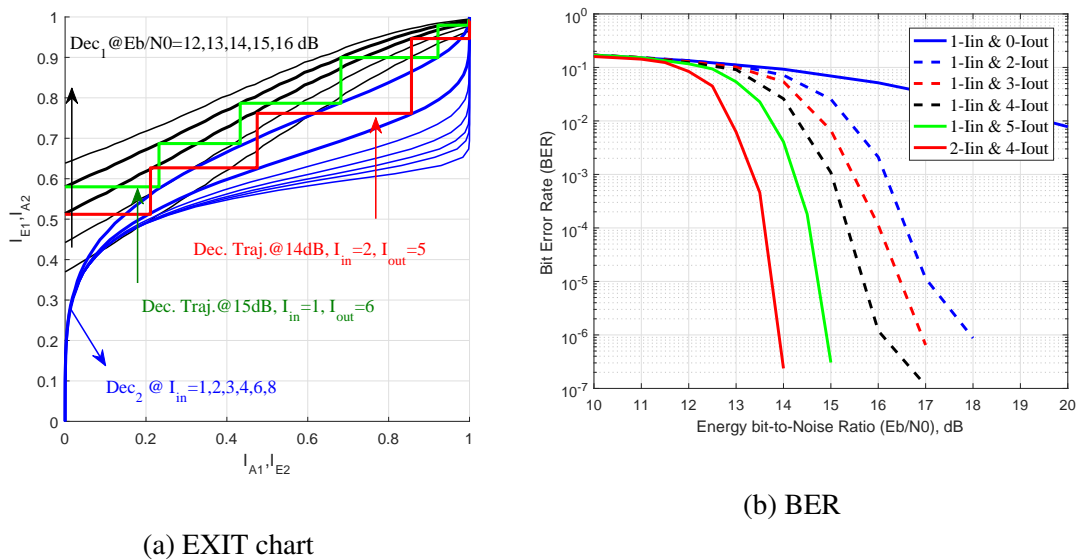 Dec1@Eb/N0=12,13,14,15,16 dB
1
0.9
0.8
0.7
0.6
0.5
0.4
0.3
0.2
0.1
0
IE1,IA2
Dec. Traj.@14dB, Iin=2, Iout=5
Dec. Traj.@15dB, Iin=1, Iout=6
Dec2 @ Iin=1,2,3,4,6,8
0 0.2 0.4 0.6 0.8 1
IA1,IE2
(a) EXIT chart
10^0
10^-1
10^-2
10^-3
10^-4
10^-5
10^-6
10^-7
Bit Error Rate (BER)
1-Iin & 0-Iout
1-Iin & 2-Iout
1-Iin & 3-Iout
1-Iin & 4-Iout
1-Iin & 5-Iout
2-Iin & 4-Iout
10 11 12 13 14 15 16 17 18 19 20
Energy bit-to-Noise Ratio (Eb/N0), dB
(b) BER